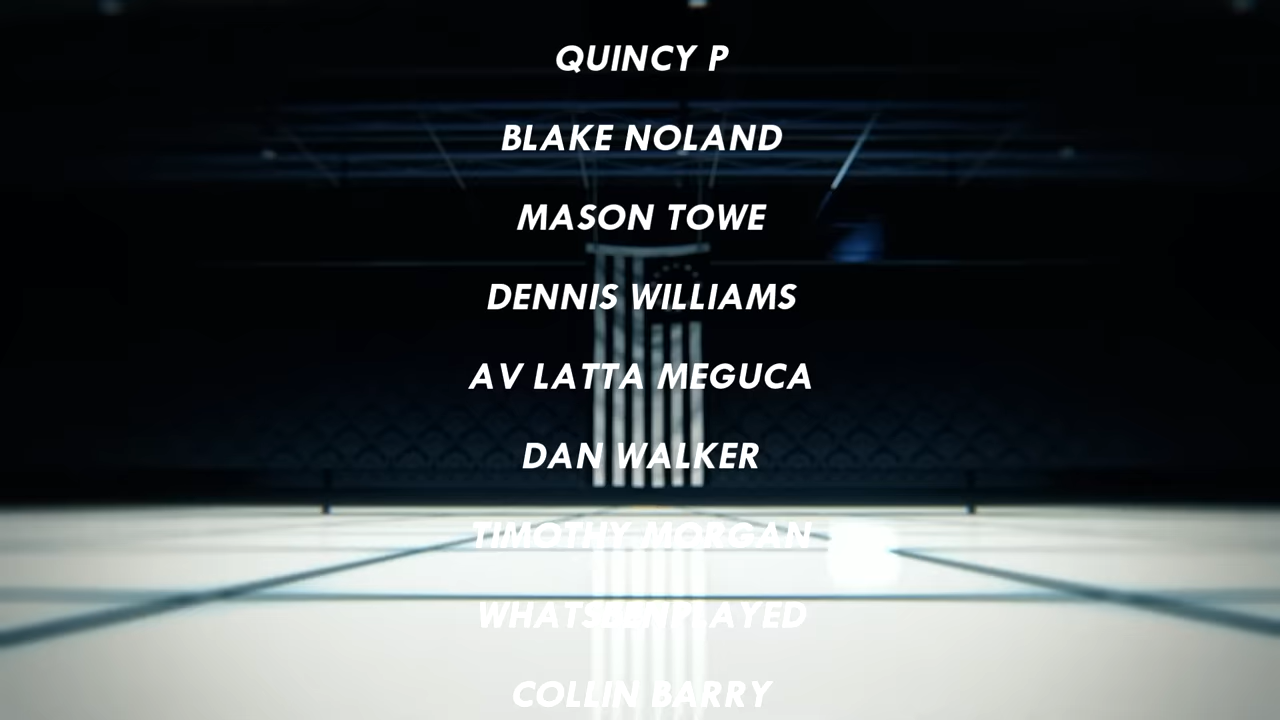 QUINCY P
BLAKE NOLAND
MASON TOWE
DENNIS WILLIAMS
AV LATTA MEGUCA
DAN WALKER
TIMOTHY MORGAN
COLLIN BARRY